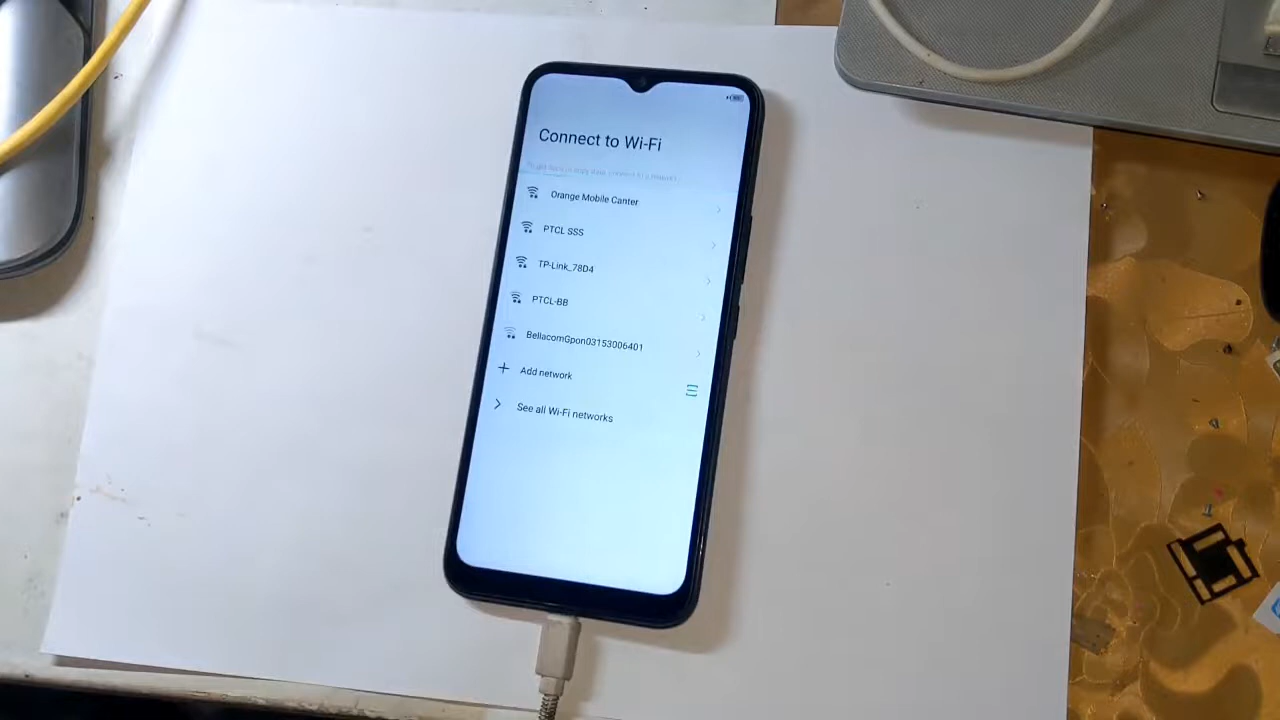 Connect to Wi-Fi
Orange Mobile Canter
PTCL SSS
TP-Link_78D4
PTCL-BB
BellacomGpon03153006401
Add network
See all Wi-Fi networks